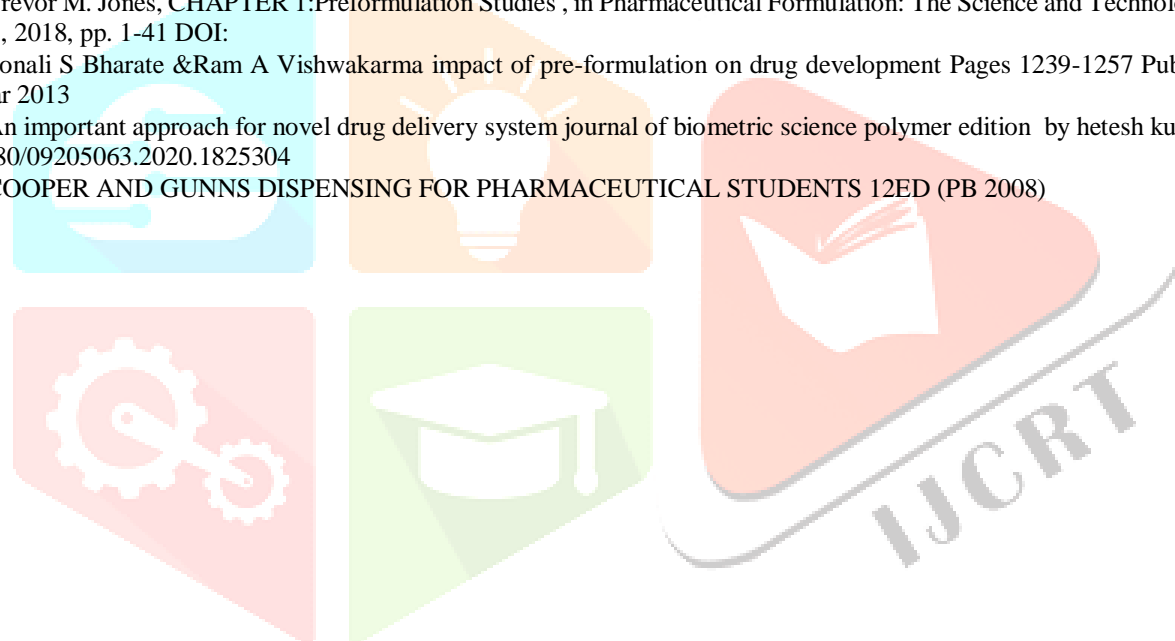 revor M. Jones, CHAPTER 1:Preformulation Studies , in Pharmaceutical Formulation: The Science and Technolo
, 2018, pp. 1-41 DOI:
onali S Bharate &Ram A Vishwakarma impact of pre-formulation on drug development Pages 1239-1257 Pub
ar 2013
An important approach for novel drug delivery system journal of biometric science polymer edition by hetesh ku
80/09205063.2020.1825304
COOPER AND GUNNS DISPENSING FOR PHARMACEUTICAL STUDENTS 12ED (PB 2008)
IJCRT